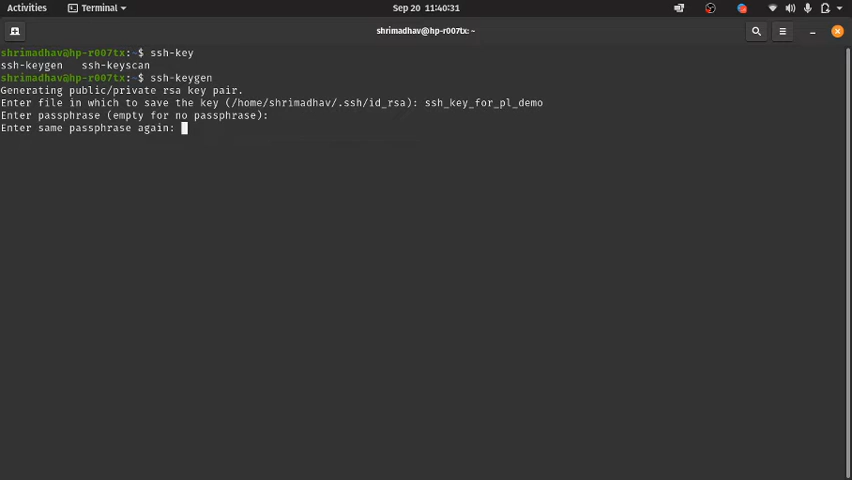 Activities Terminal Sep 20 11:40:31
shrimadhav@hp-r007tx: ~
shrimadhav@hp-r007tx:~$ ssh-key
ssh-keygen ssh-keyscan
shrimadhav@hp-r007tx:~$ ssh-keygen
Generating public/private rsa key pair.
Enter file in which to save the key (/home/shrimadhav/.ssh/id_rsa): ssh_key_for_pl_demo
Enter passphrase (empty for no passphrase):
Enter same passphrase again: